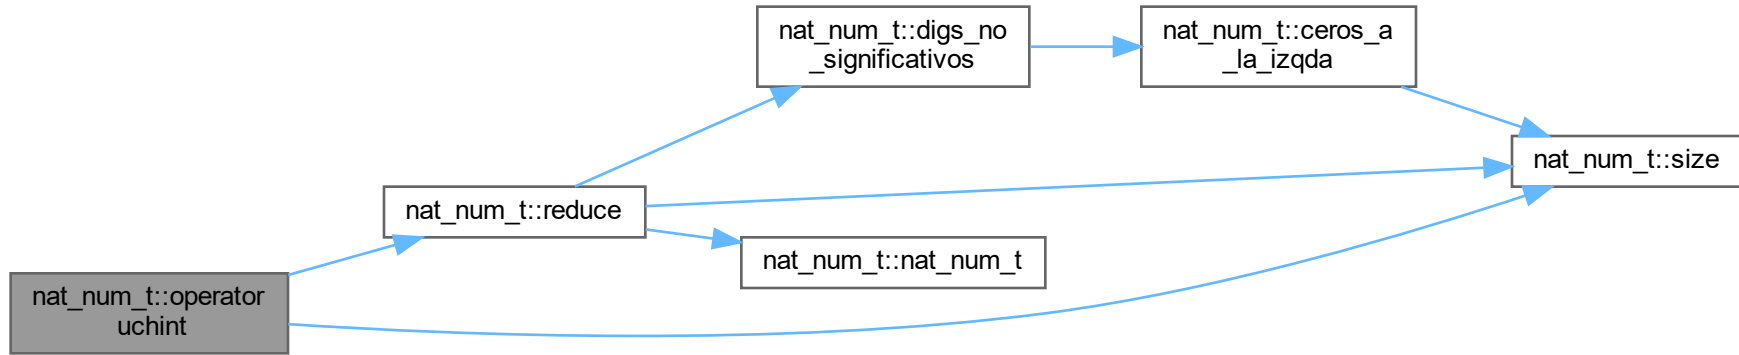 nat_num_t::operator
uchint
nat_num_t::reduce
nat_num_t::digs_no
_significativos
nat_num_t::ceros_a
_la_izqda
nat_num_t::size
nat_num_t::nat_num_t